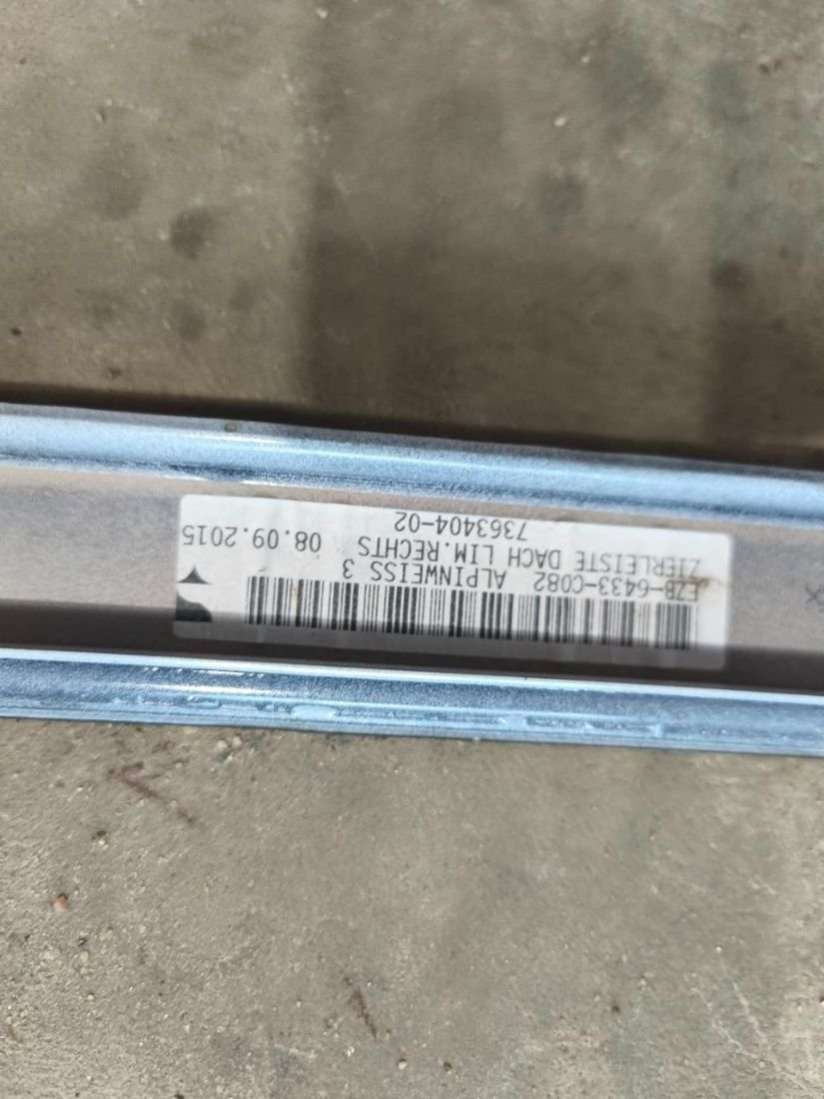 EZB-6433-C082 ALPINWEISS 3
ZIERLEISTE DACH LIM.RECHTS 08.09.2015
7363404-02